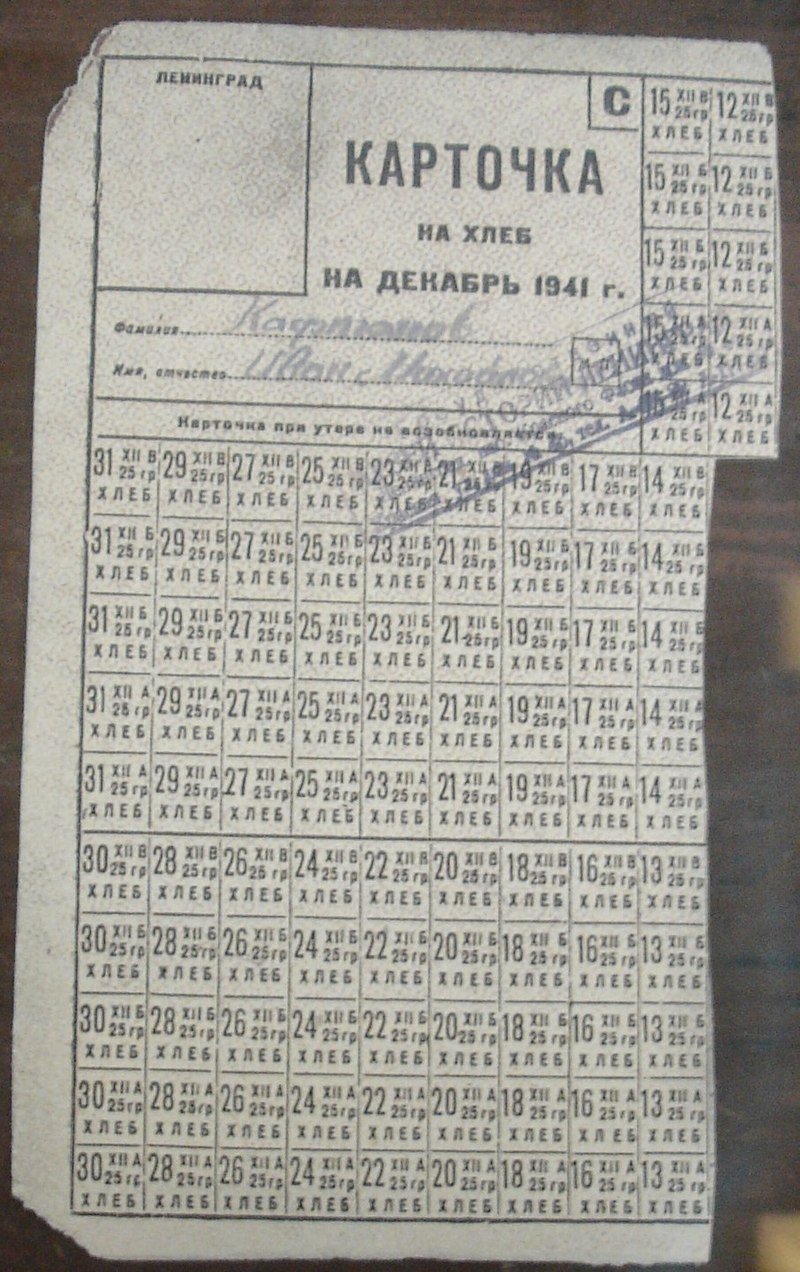 ЛЕНИНГРАД
С
КАРТОЧКА
НА ХЛЕБ
НА ДЕКАБРЬ 1941 г.
Фамилия
Имя, отчество Иван
Карточка при утере не возобновляется.
15 XII В 12 XII В
25 гр 25 гр
ХЛЕБ ХЛЕБ
15 XII Б 12 XII Б
25 гр 25 гр
ХЛЕБ ХЛЕБ
15 XII Б 12 XII Б
25 гр 25 гр
ХЛЕБ ХЛЕБ
15 XII А 12 XII А
25 гр 25 гр
ХЛЕБ ХЛЕБ
15 XII А 12 XII А
25 гр 25 гр
ХЛЕБ ХЛЕБ
31 XII В 29 XII В 27 XII В 25 XII В 23 XII В 21 XII В 19 XII В 17 XII В 14 XII В
25 гр 25 гр 25 гр 25 гр 25 гр 25 гр 25 гр 25 гр 25 гр
ХЛЕБ ХЛЕБ ХЛЕБ ХЛЕБ ХЛЕБ ХЛЕБ ХЛЕБ ХЛЕБ ХЛЕБ
31 XII Б 29 XII Б 27 XII Б 25 XII Б 23 XII Б 21 XII Б 19 XII Б 17 XII Б 14 XII Б
25 гр 25 гр 25 гр 25 гр 25 гр 25 гр 25 гр 25 гр 25 гр
ХЛЕБ ХЛЕБ ХЛЕБ ХЛЕБ ХЛЕБ ХЛЕБ ХЛЕБ ХЛЕБ ХЛЕБ
31 XII Б 29 XII Б 27 XII Б 25 XII Б 23 XII Б 21 XII Б 19 XII Б 17 XII Б 14 XII Б
25 гр 25 гр 25 гр 25 гр 25 гр 25 гр 25 гр 25 гр 25 гр
ХЛЕБ ХЛЕБ ХЛЕБ ХЛЕБ ХЛЕБ ХЛЕБ ХЛЕБ ХЛЕБ ХЛЕБ
31 XII А 29 XII А 27 XII А 25 XII А 23 XII А 21 XII А 19 XII А 17 XII А 14 XII А
25 гр 25 гр 25 гр 25 гр 25 гр 25 гр 25 гр 25 гр 25 гр
ХЛЕБ ХЛЕБ ХЛЕБ ХЛЕБ ХЛЕБ ХЛЕБ ХЛЕБ ХЛЕБ ХЛЕБ
31 XII А 29 XII А 27 XII А 25 XII А 23 XII А 21 XII А 19 XII А 17 XII А 14 XII А
25 гр 25 гр 25 гр 25 гр 25 гр 25 гр 25 гр 25 гр 25 гр
ХЛЕБ ХЛЕБ ХЛЕБ ХЛЕБ ХЛЕБ ХЛЕБ ХЛЕБ ХЛЕБ ХЛЕБ
30 XII В 28 XII В 26 XII В 24 XII В 22 XII В 20 XII В 18 XII В 16 XII В 13 XII В
25 гр 25 гр 25 гр 25 гр 25 гр 25 гр 25 гр 25 гр 25 гр
ХЛЕБ ХЛЕБ ХЛЕБ ХЛЕБ ХЛЕБ ХЛЕБ ХЛЕБ ХЛЕБ ХЛЕБ
30 XII Б 28 XII Б 26 XII Б 24 XII Б 22 XII Б 20 XII Б 18 XII Б 16 XII Б 13 XII Б
25 гр 25 гр 25 гр 25 гр 25 гр 25 гр 25 гр 25 гр 25 гр
ХЛЕБ ХЛЕБ ХЛЕБ ХЛЕБ ХЛЕБ ХЛЕБ ХЛЕБ ХЛЕБ ХЛЕБ
30 XII Б 28 XII Б 26 XII Б 24 XII Б 22 XII Б 20 XII Б 18 XII Б 16 XII Б 13 XII Б
25 гр 25 гр 25 гр 25 гр 25 гр 25 гр 25 гр 25 гр 25 гр
ХЛЕБ ХЛЕБ ХЛЕБ ХЛЕБ ХЛЕБ ХЛЕБ ХЛЕБ ХЛЕБ ХЛЕБ
30 XII А 28 XII А 26 XII А 24 XII А 22 XII А 20 XII А 18 XII А 16 XII А 13 XII А
25 гр 25 гр 25 гр 25 гр 25 гр 25 гр 25 гр 25 гр 25 гр
ХЛЕБ ХЛЕБ ХЛЕБ ХЛЕБ ХЛЕБ ХЛЕБ ХЛЕБ ХЛЕБ ХЛЕБ
30 XII А 28 XII А 26 XII А 24 XII А 22 XII А 20 XII А 18 XII А 16 XII А 13 XII А
25 гр 25 гр 25 гр 25 гр 25 гр 25 гр 25 гр 25 гр 25 гр
ХЛЕБ ХЛЕБ ХЛЕБ ХЛЕБ ХЛЕБ ХЛЕБ ХЛЕБ ХЛЕБ ХЛЕБ